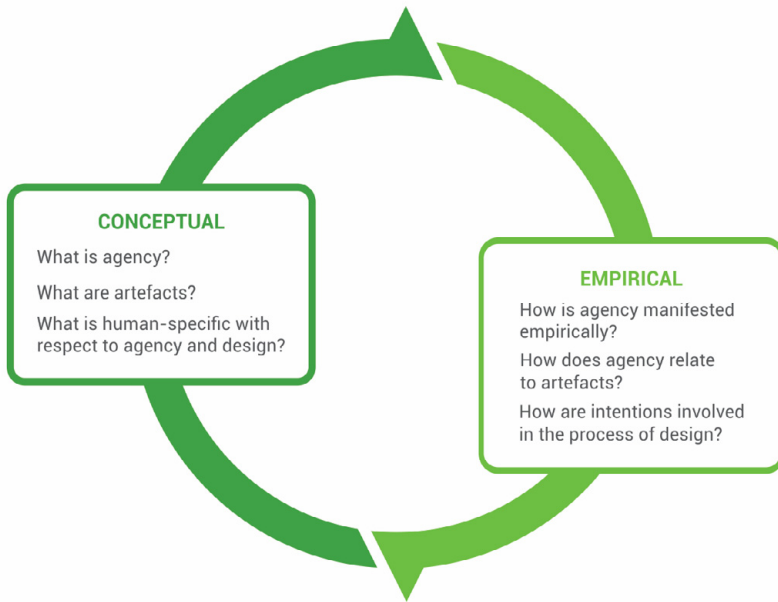 CONCEPTUAL
What is agency?
What are artefacts?
What is human-specific with
respect to agency and design?
EMPIRICAL
How is agency manifested
empirically?
How does agency relate
to artefacts?
How are intentions involved
in the process of design?